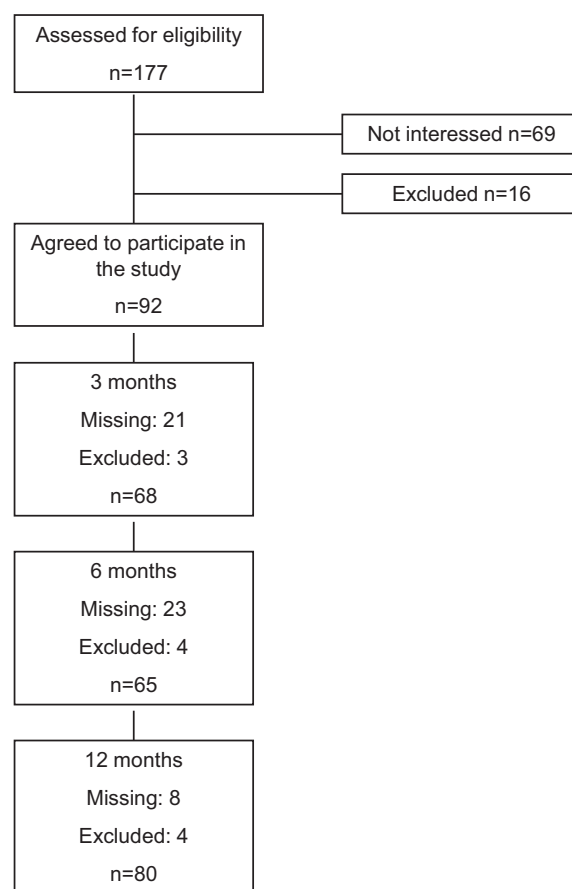 Assessed for eligibility
n=177
Not interessed n=69
Excluded n=16
Agreed to participate in
the study
n=92
3 months
Missing: 21
Excluded: 3
n=68
6 months
Missing: 23
Excluded: 4
n=65
12 months
Missing: 8
Excluded: 4
n=80